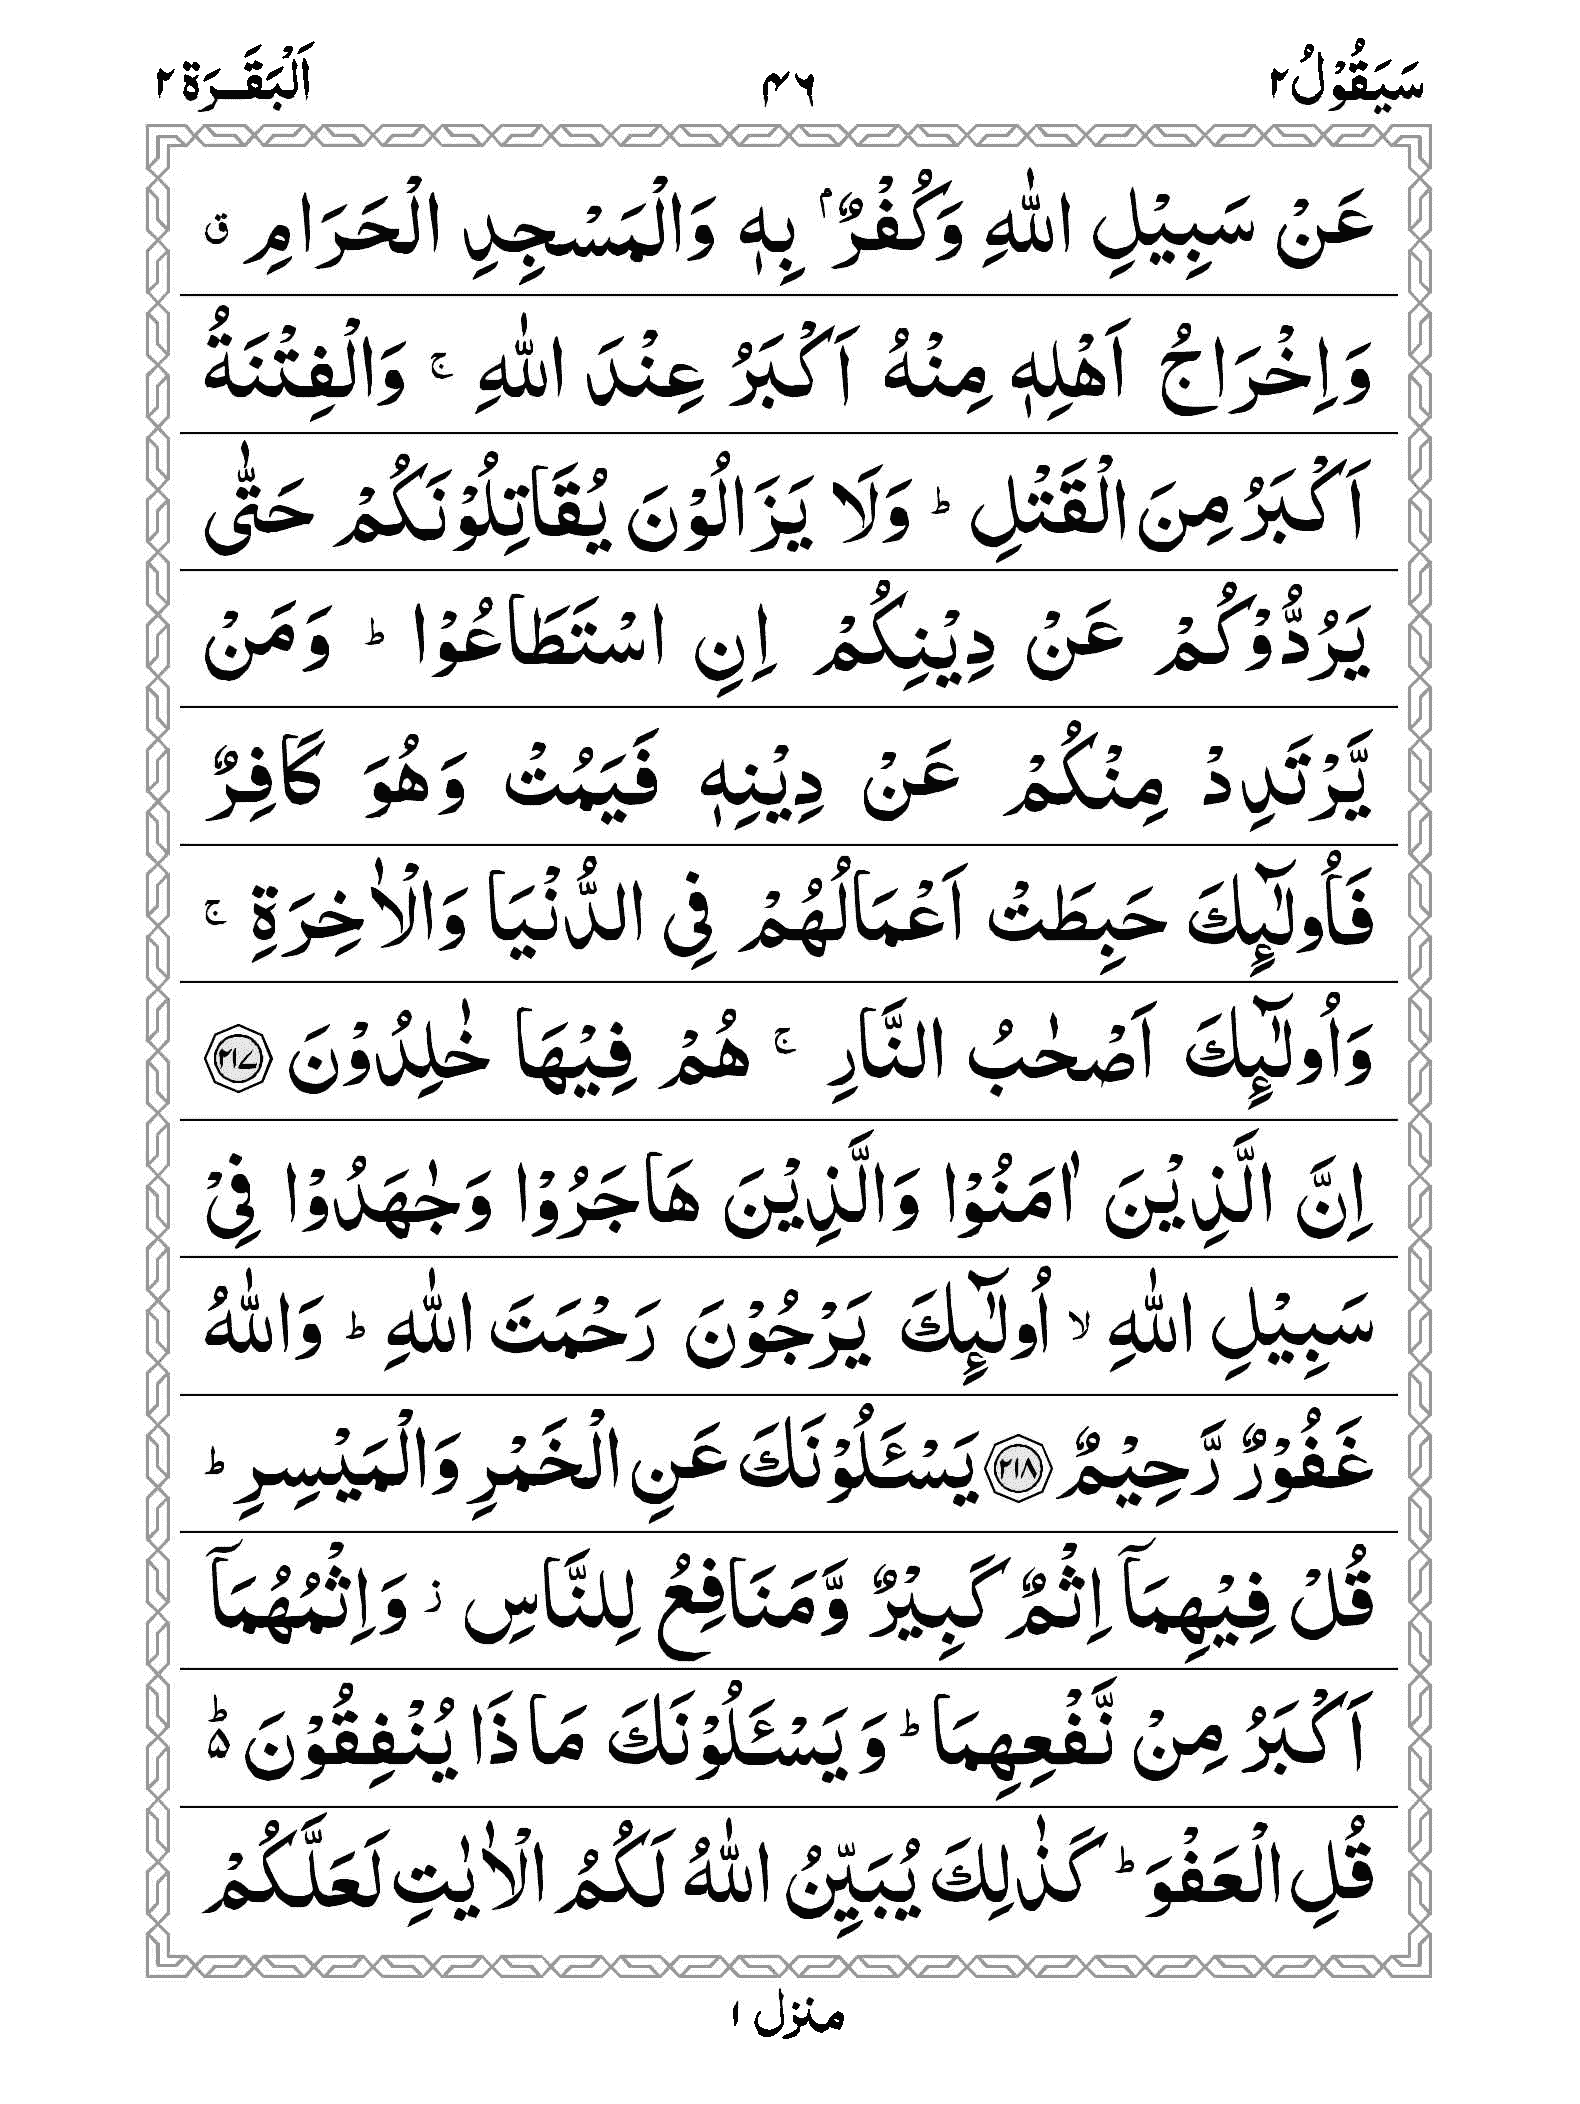 سَيَقُوْلُ ٢ ۴۶ اَلْبَقَـرَة ٢
عَنْ سَبِيْلِ اللّٰهِ وَكُفْرٌۢ بِهٖ وَالْمَسْجِدِ الْحَرَامِ ق
وَاِخْرَاجُ اَهْلِهٖ مِنْهُ اَكْبَرُ عِنْدَ اللّٰهِ ۚ وَالْفِتْنَةُ
اَكْبَرُ مِنَ الْقَتْلِ ؕ وَلَا يَزَالُوْنَ يُقَاتِلُوْنَكُمْ حَتّٰى
يَرُدُّوْكُمْ عَنْ دِيْنِكُمْ اِنِ اسْتَطَاعُوْا ؕ وَمَنْ
يَّرْتَدِدْ مِنْكُمْ عَنْ دِيْنِهٖ فَيَمُتْ وَهُوَ كَافِرٌ
فَاُولٰٓئِكَ حَبِطَتْ اَعْمَالُهُمْ فِى الدُّنْيَا وَالْاٰخِرَةِ ۚ
وَاُولٰٓئِكَ اَصْحٰبُ النَّارِ ۚ هُمْ فِيْهَا خٰلِدُوْنَ ٢١٧
اِنَّ الَّذِيْنَ اٰمَنُوْا وَالَّذِيْنَ هَاجَرُوْا وَجٰهَدُوْا فِىْ
سَبِيْلِ اللّٰهِ ۙ اُولٰٓئِكَ يَرْجُوْنَ رَحْمَتَ اللّٰهِ ؕ وَاللّٰهُ
غَفُوْرٌ رَّحِيْمٌ ٢١٨ يَسْـَٔلُوْنَكَ عَنِ الْخَمْرِ وَالْمَيْسِرِ ؕ
قُلْ فِيْهِمَآ اِثْمٌ كَبِيْرٌ وَّمَنَافِعُ لِلنَّاسِ ز وَاِثْمُهُمَآ
اَكْبَرُ مِنْ نَّفْعِهِمَا ؕ وَيَسْـَٔلُوْنَكَ مَاذَا يُنْفِقُوْنَ ۵ؕ
قُلِ الْعَفْوَ ؕ كَذٰلِكَ يُبَيِّنُ اللّٰهُ لَكُمُ الْاٰيٰتِ لَعَلَّكُمْ
منزل ١